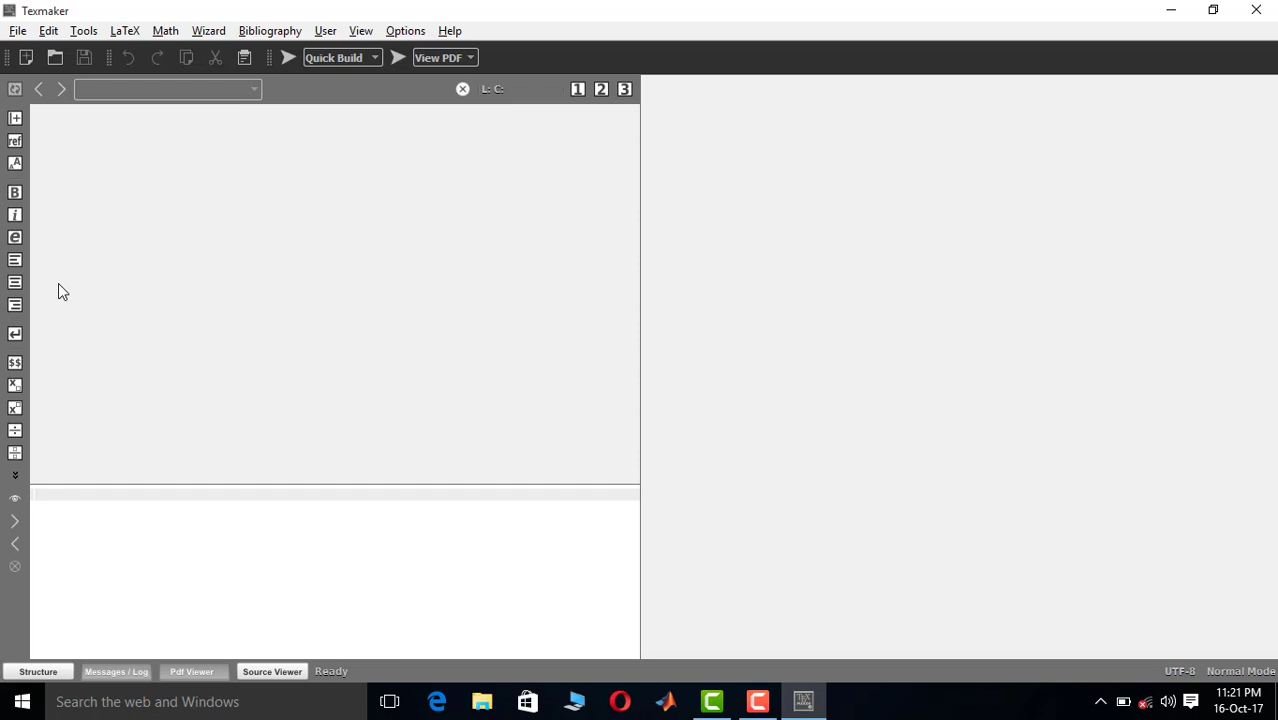 Texmaker
File Edit Tools LaTeX Math Wizard Bibliography User View Options Help
Quick Build View PDF
L: C: 1 2 3
ref
A A
B
i
e
$$
x
x
Structure Messages / Log Pdf Viewer Source Viewer Ready UTF-8 Normal Mode
Search the web and Windows
11:21 PM
16-Oct-17